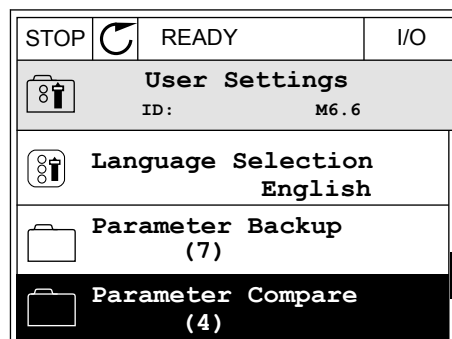 STOP READY I/O
User Settings
ID: M6.6
Language Selection
English
Parameter Backup
(7)
Parameter Compare
(4)